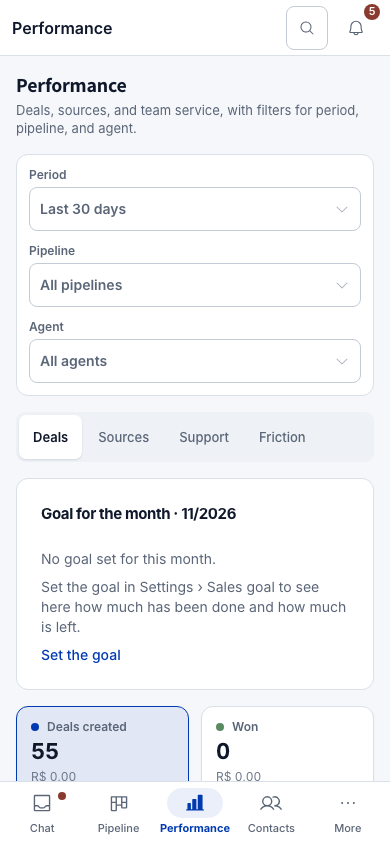 Performance
5
Performance
Deals, sources, and team service, with filters for period,
pipeline, and agent.
Period
Last 30 days
Pipeline
All pipelines
Agent
All agents
Deals Sources Support Friction
Goal for the month · 11/2026
No goal set for this month.
Set the goal in Settings › Sales goal to see
here how much has been done and how much
is left.
Set the goal
Deals created
55
R$ 0,00
Won
0
R$ 0,00
Chat Pipeline Performance Contacts More